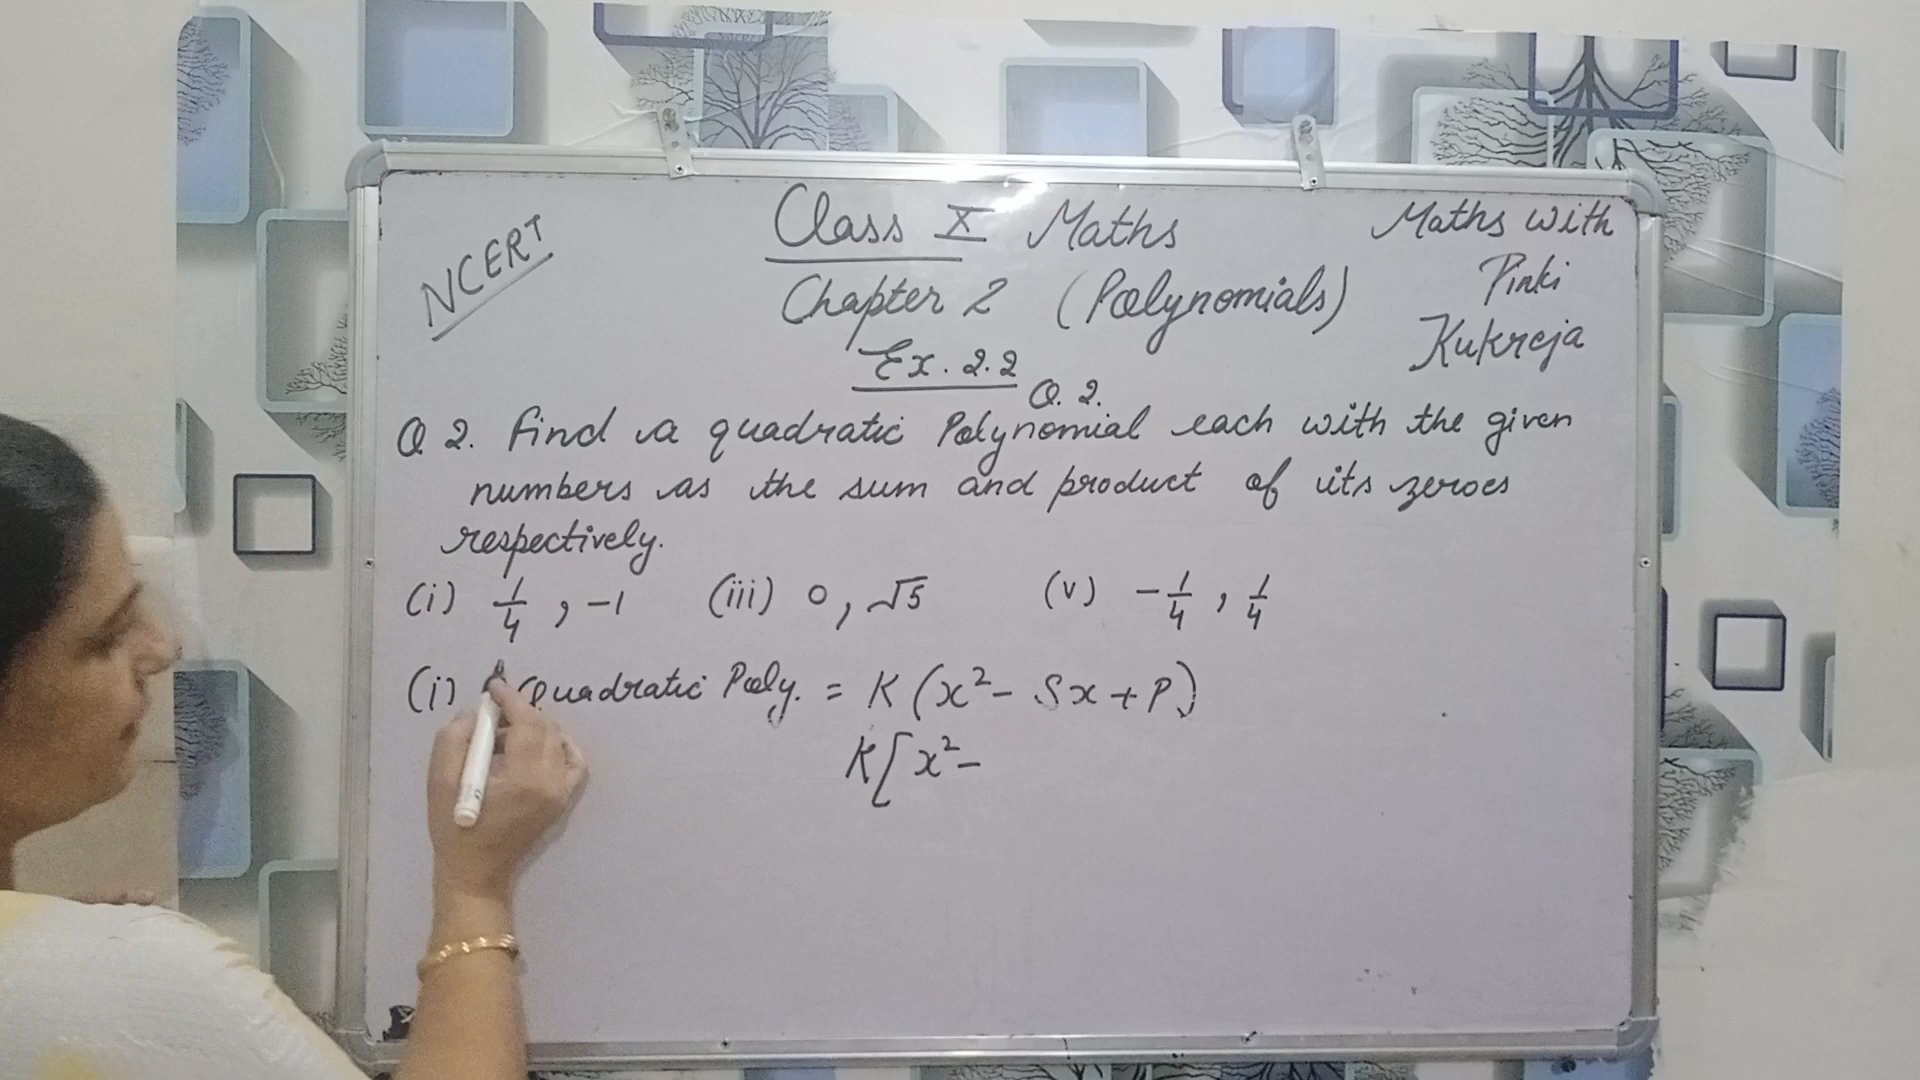 NCERT
Class X Maths
Maths with
Pinki
Kukreja
Chapter 2 (Polynomials)
Ex. 2.2
Q. 2.
Q 2. Find a quadratic Polynomial each with the given
numbers as the sum and product of its zeroes
respectively.
(i) 1/4, -1 (iii) 0, √5 (v) -1/4, 1/4
(i) Quadratic Poly. = K (x² - Sx + P)
K[x² -